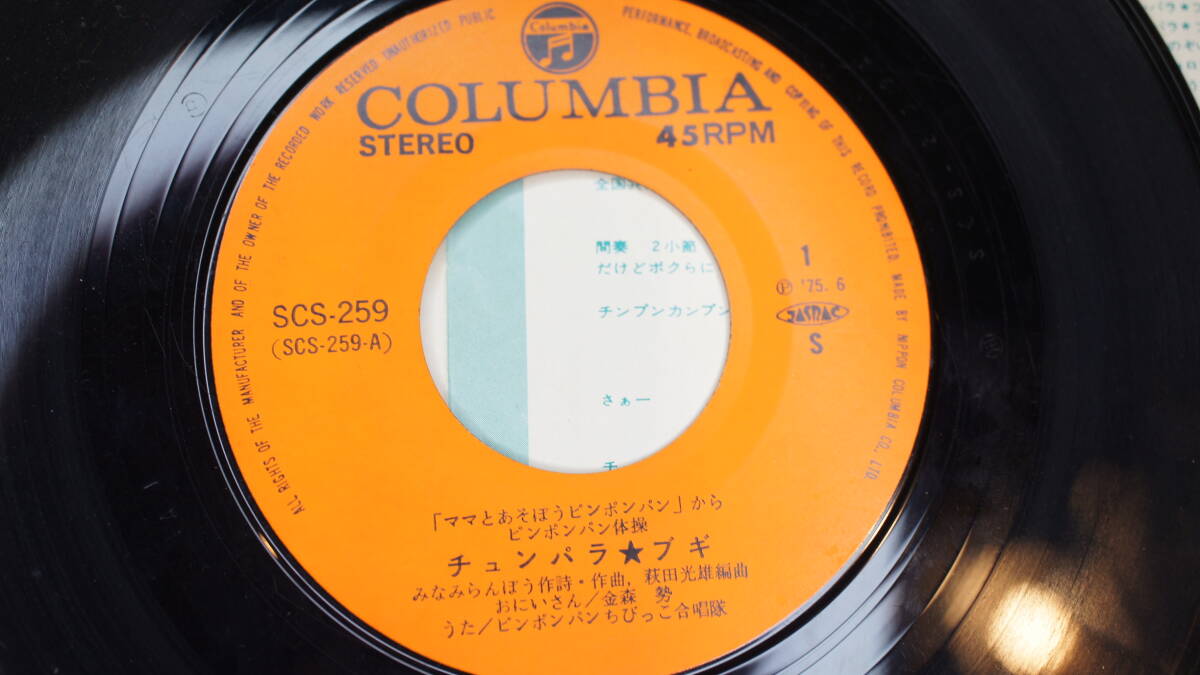 Columbia
COLUMBIA
STEREO 45RPM
SCS-259
(SCS-259-A)
1
Ⓟ '75. 6
JASRAC
S
「ママとあそぼうピンポンパン」から
ピンポンパン体操
チュンパラ★ブギ
みなみらんぼう作詩・作曲, 萩田光雄編曲
おにいさん/金森 勢
うた/ピンポンパンちびっこ合唱隊
ALL RIGHTS OF THE MANUFACTURER AND OF THE OWNER OF THE RECORDED WORK RESERVED UNAUTHORIZED PUBLIC PERFORMANCE, BROADCASTING AND COPYING OF THIS RECORD PROHIBITED. MADE BY NIPPON COLUMBIA CO., LTD.
全国
間奏 2小節
だけどボクらに
チンプンカンプン
さぁー
チ